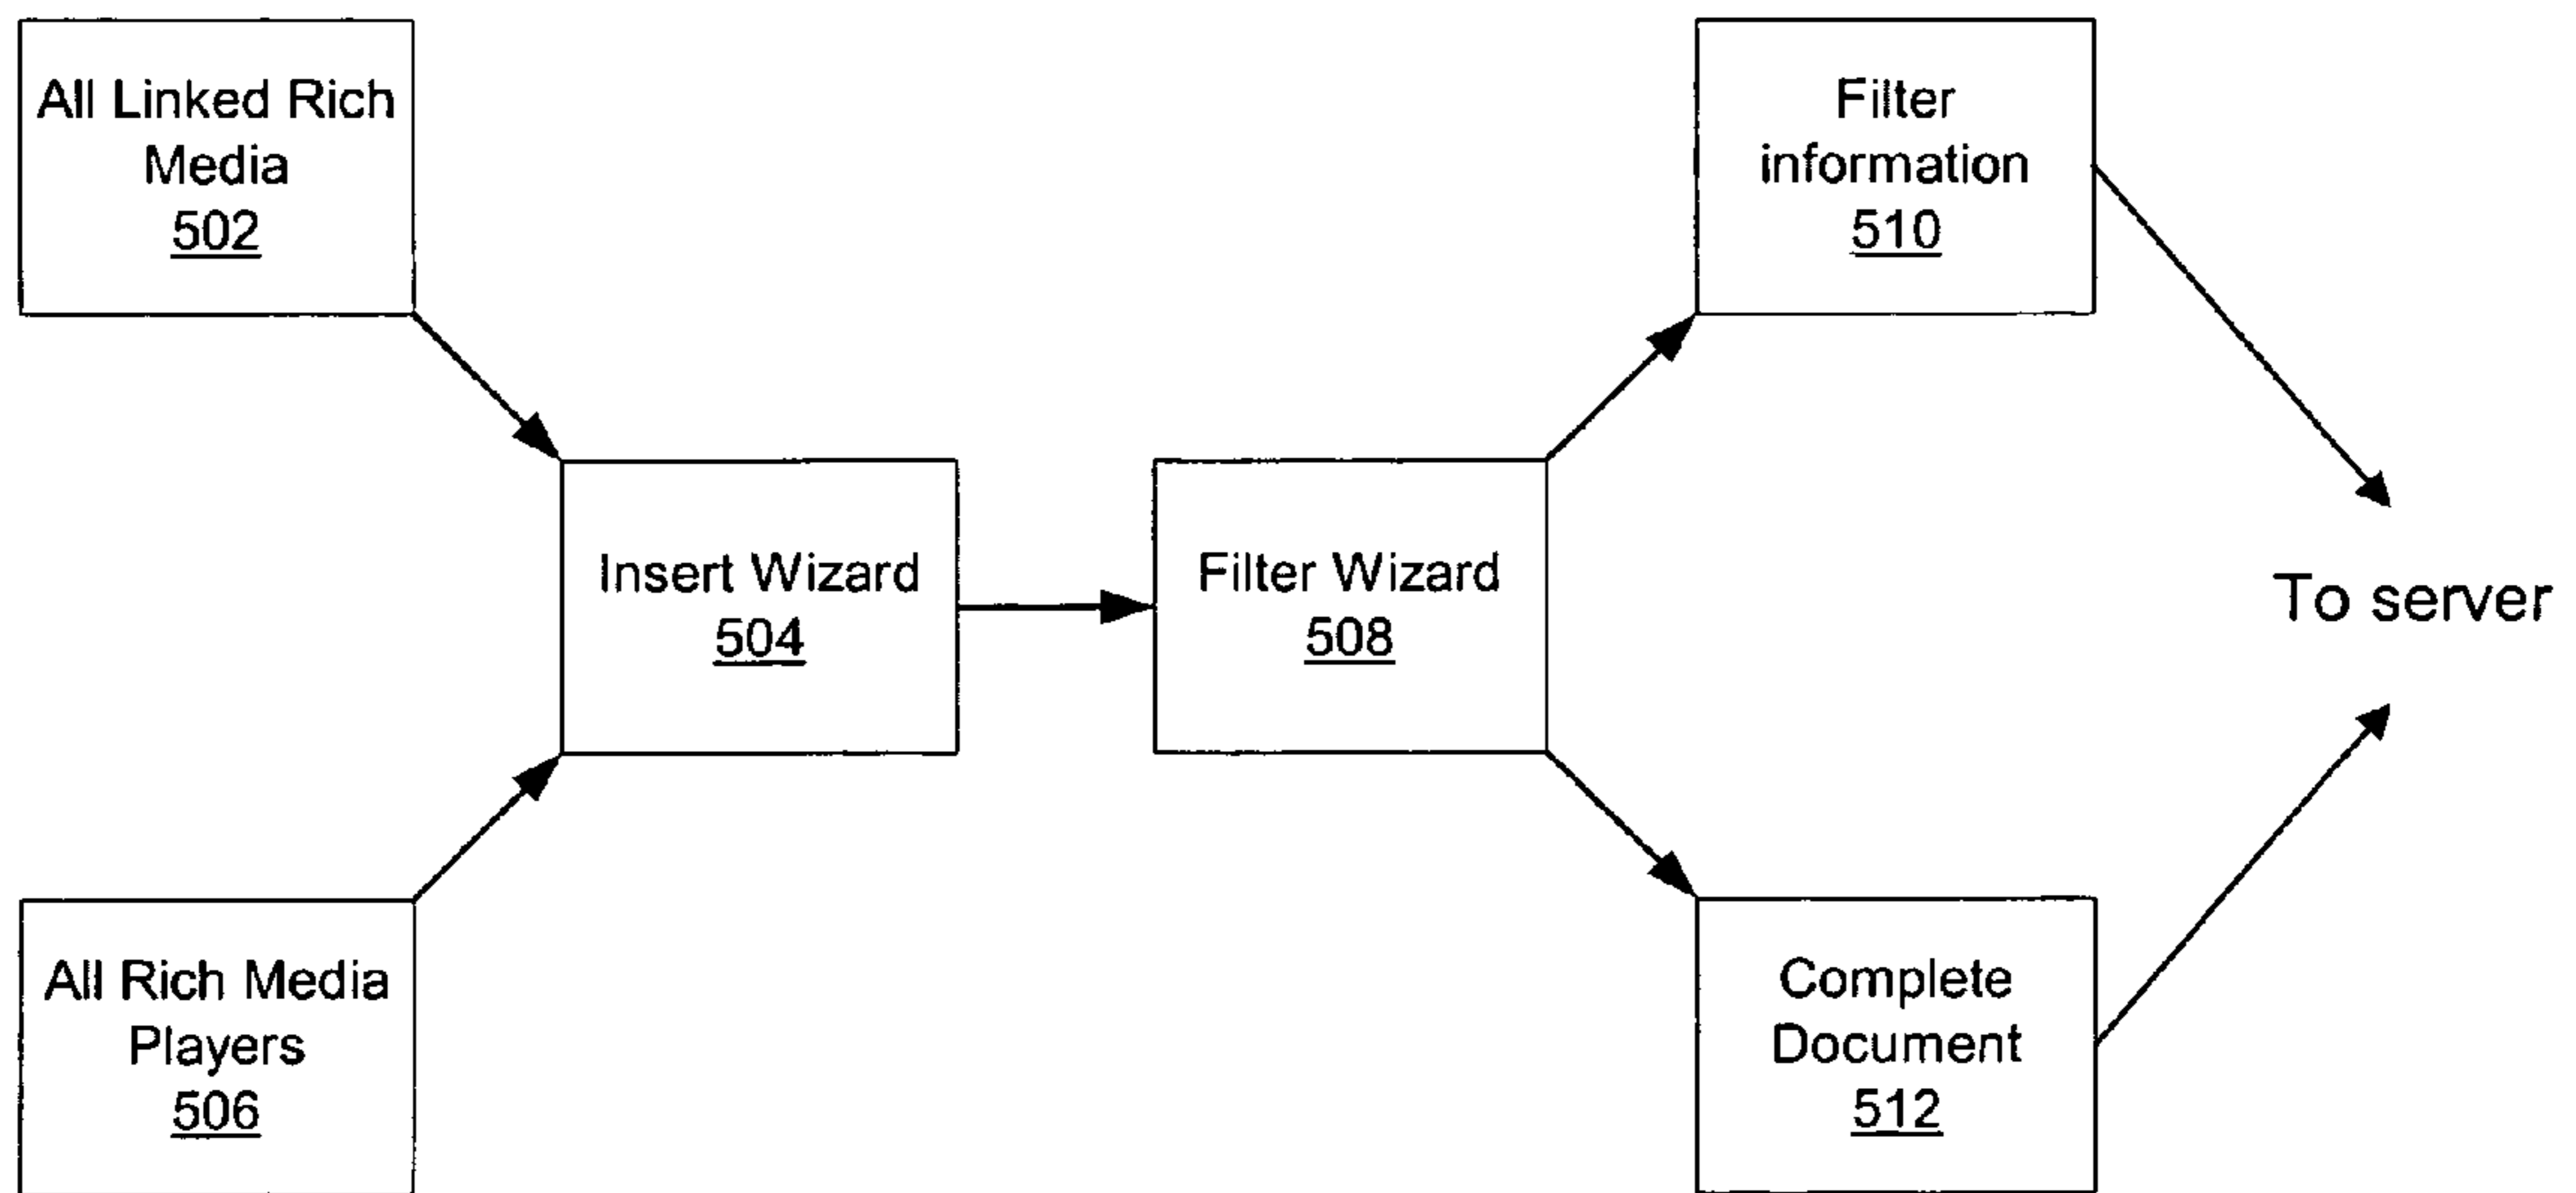 All Linked Rich
Media
502
All Rich Media
Players
506
Insert Wizard
504
Filter Wizard
508
Filter
information
510
Complete
Document
512
To server